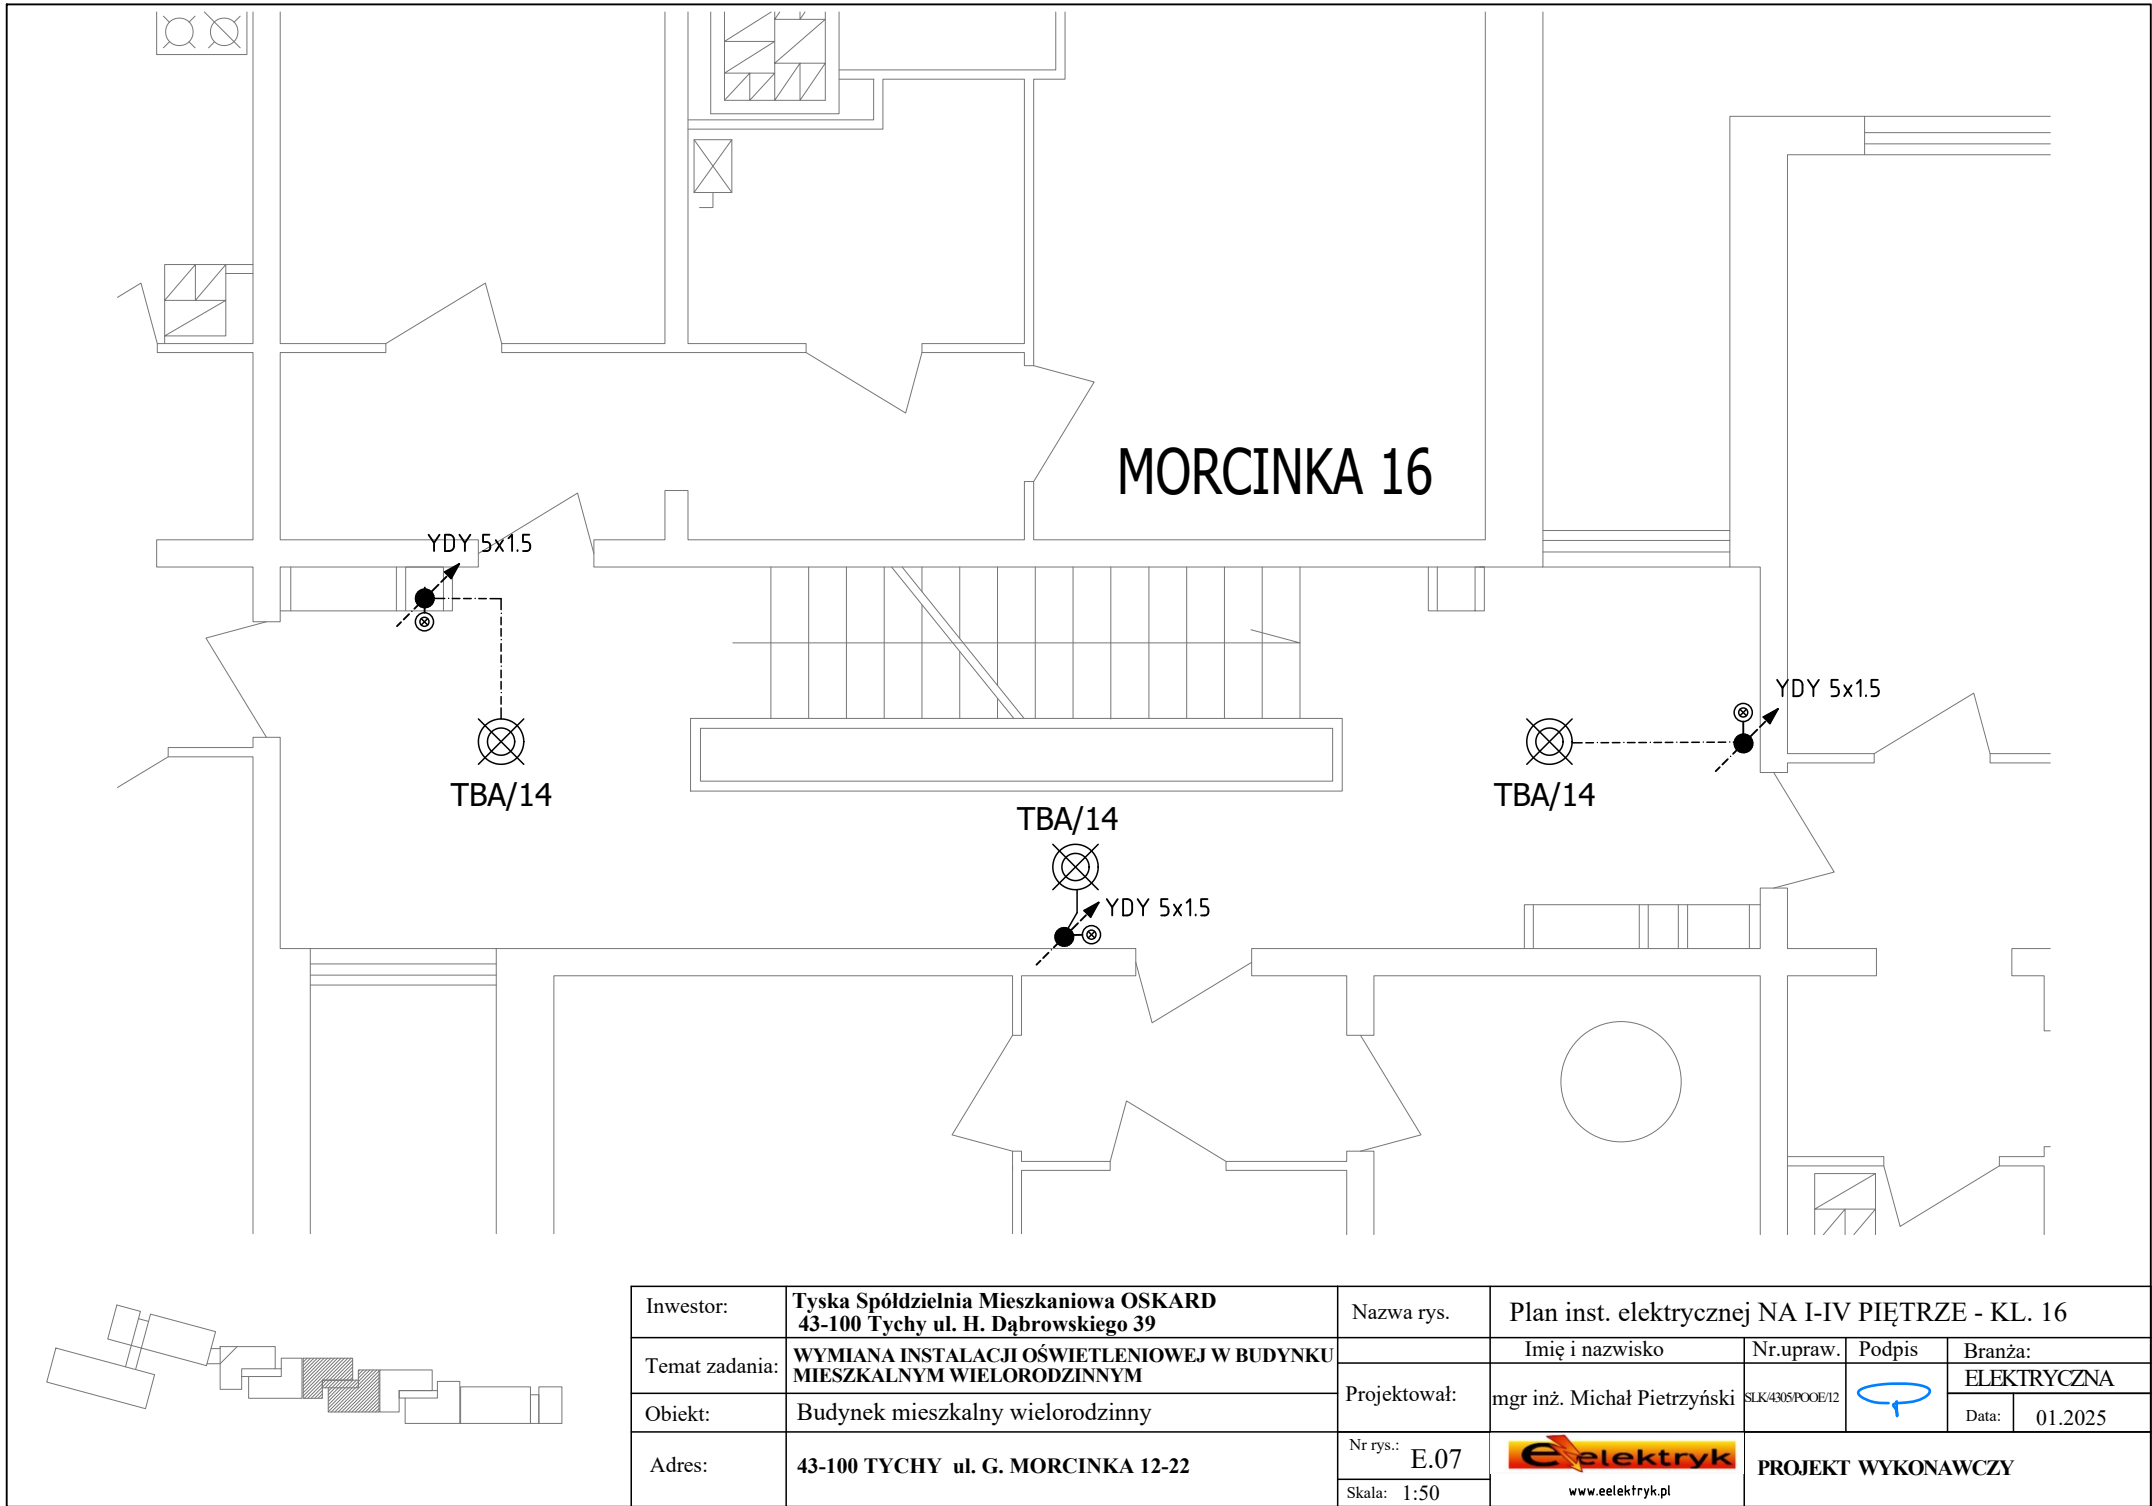 MORCINKA 16
YDY 5x1.5
YDY 5x1.5
TBA/14
TBA/14
TBA/14
YDY 5x1.5
Inwestor:
Tyska Spółdzielnia Mieszkaniowa OSKARD
43-100 Tychy ul. H. Dąbrowskiego 39
Nazwa rys.
Plan inst. elektrycznej NA I-IV PIĘTRZE - KL. 16
Temat zadania:
WYMIANA INSTALACJI OŚWIETLENIOWEJ W BUDYNKU
MIESZKALNYM WIELORODZINNYM
Imię i nazwisko
Nr.upraw.
Podpis
Branża:
Projektował:
mgr inż. Michał Pietrzyński
SLK/4305/POOE/12
ELEKTRYCZNA
Obiekt:
Budynek mieszkalny wielorodzinny
Data:
01.2025
Adres:
43-100 TYCHY ul. G. MORCINKA 12-22
Nr rys.:
E.07
Skala: 1:50
eelektryk
www.eelektryk.pl
PROJEKT WYKONAWCZY